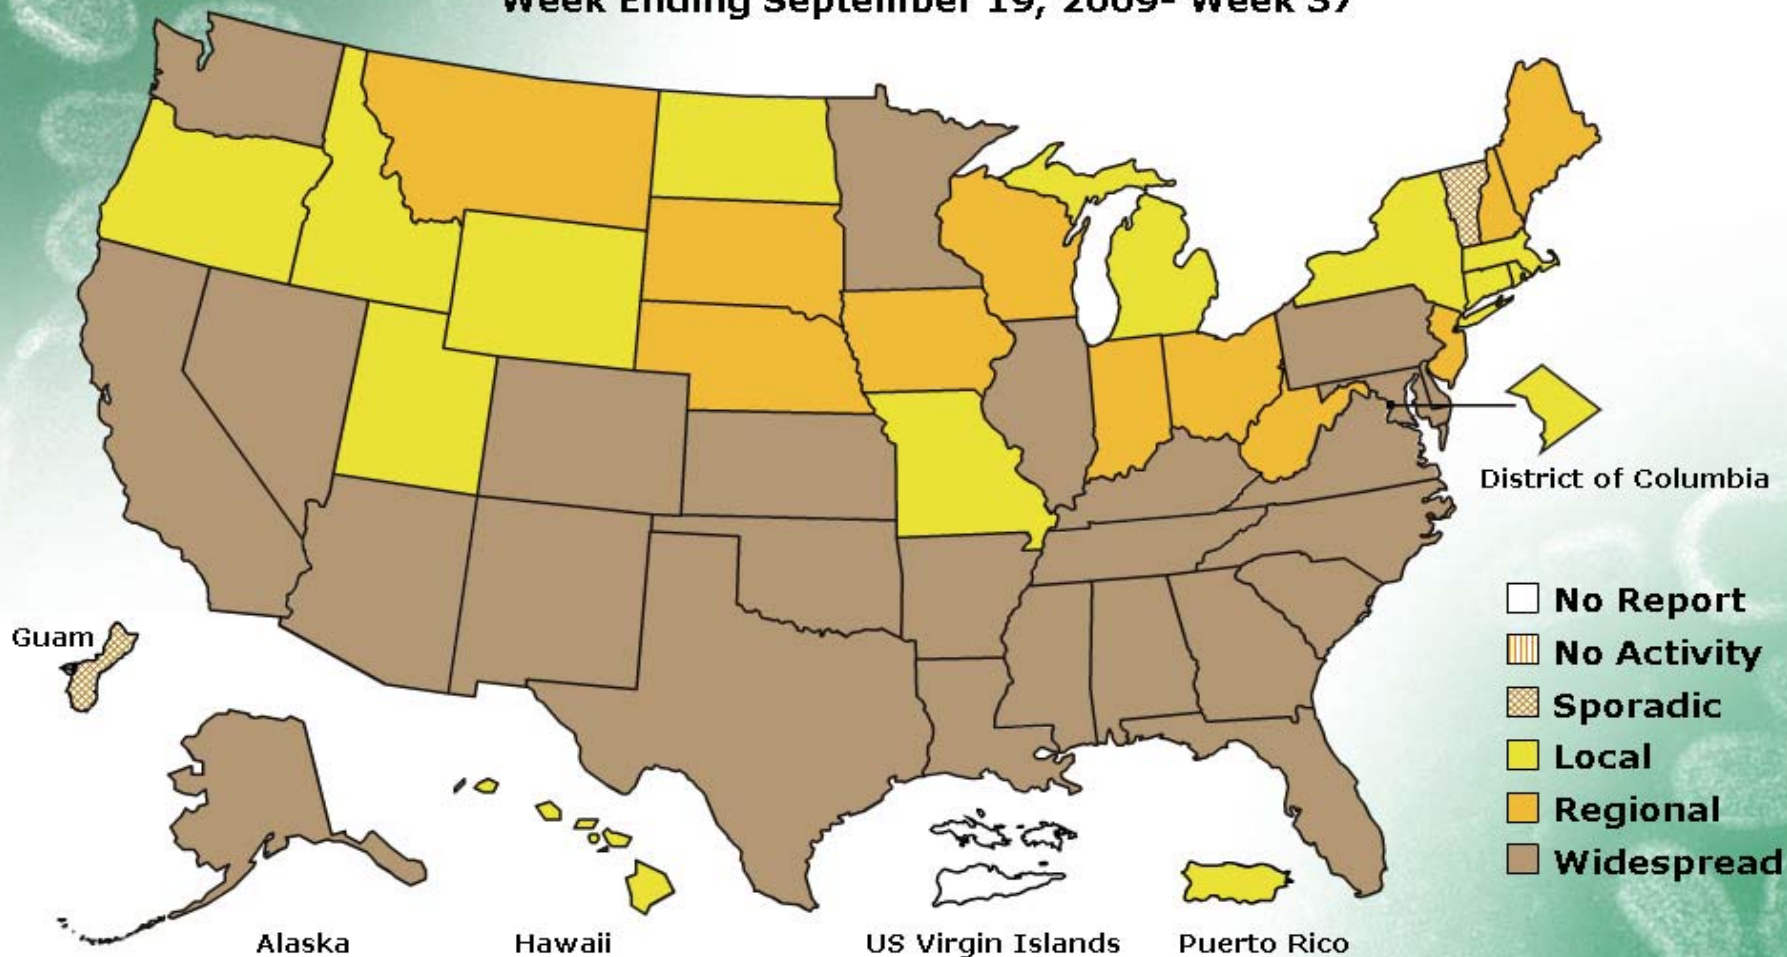 Week Ending September 19, 2009- Week 37
District of Columbia
No Report
No Activity
Sporadic
Local
Regional
Widespread
Guam
Alaska
Hawaii
US Virgin Islands
Puerto Rico